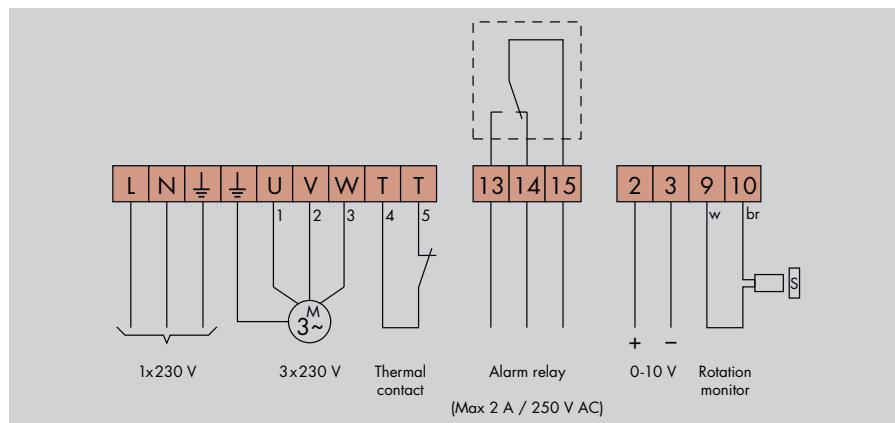 L N U V W T T
13 14 15
2 3 9 10
1 2 3 4 5
w br
M
3~
S
+ −
1x230 V
3x230 V
Thermal
contact
Alarm relay
(Max 2 A / 250 V AC)
0-10 V
Rotation
monitor